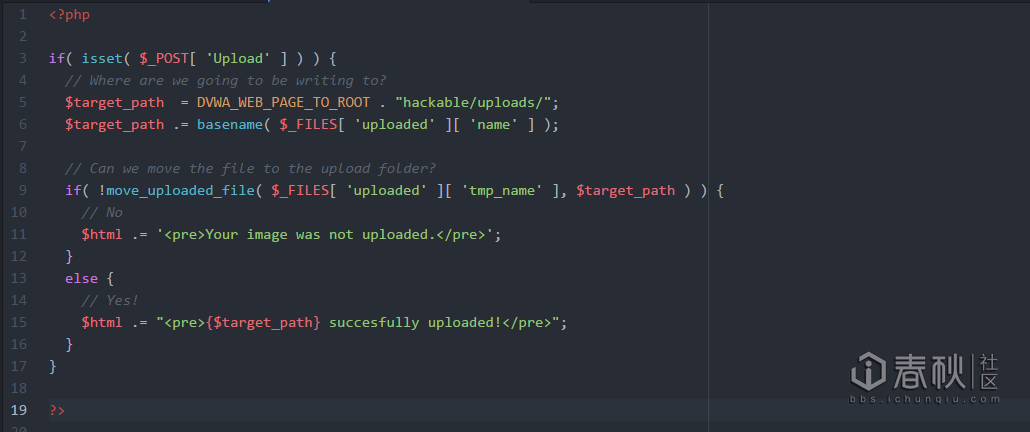 1 <?php
2
3 if( isset( $_POST[ 'Upload' ] ) ) {
4 // Where are we going to be writing to?
5 $target_path  = DVWA_WEB_PAGE_TO_ROOT . "hackable/uploads/";
6 $target_path .= basename( $_FILES[ 'uploaded' ][ 'name' ] );
7
8 // Can we move the file to the upload folder?
9 if( !move_uploaded_file( $_FILES[ 'uploaded' ][ 'tmp_name' ], $target_path ) ) {
10 // No
11 $html .= '<pre>Your image was not uploaded.</pre>';
12 }
13 else {
14 // Yes!
15 $html .= "<pre>{$target_path} succesfully uploaded!</pre>";
16 }
17 }
18
19 ?>
20
春秋 社区
bbs.ichunqiu.com